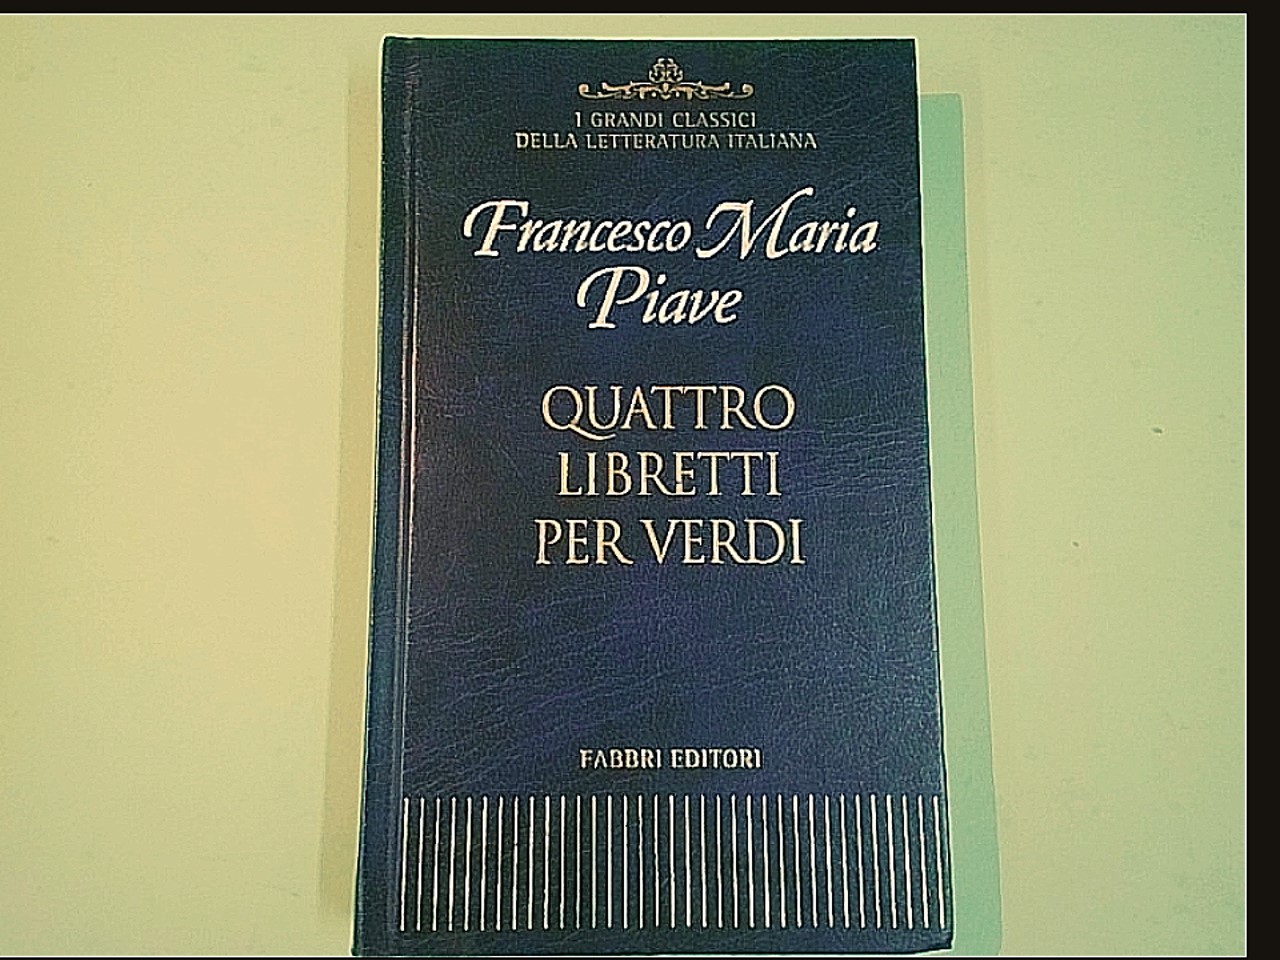 I GRANDI CLASSICI
DELLA LETTERATURA ITALIANA
Francesco Maria
Piave
QUATTRO
LIBRETTI
PER VERDI
FABBRI EDITORI